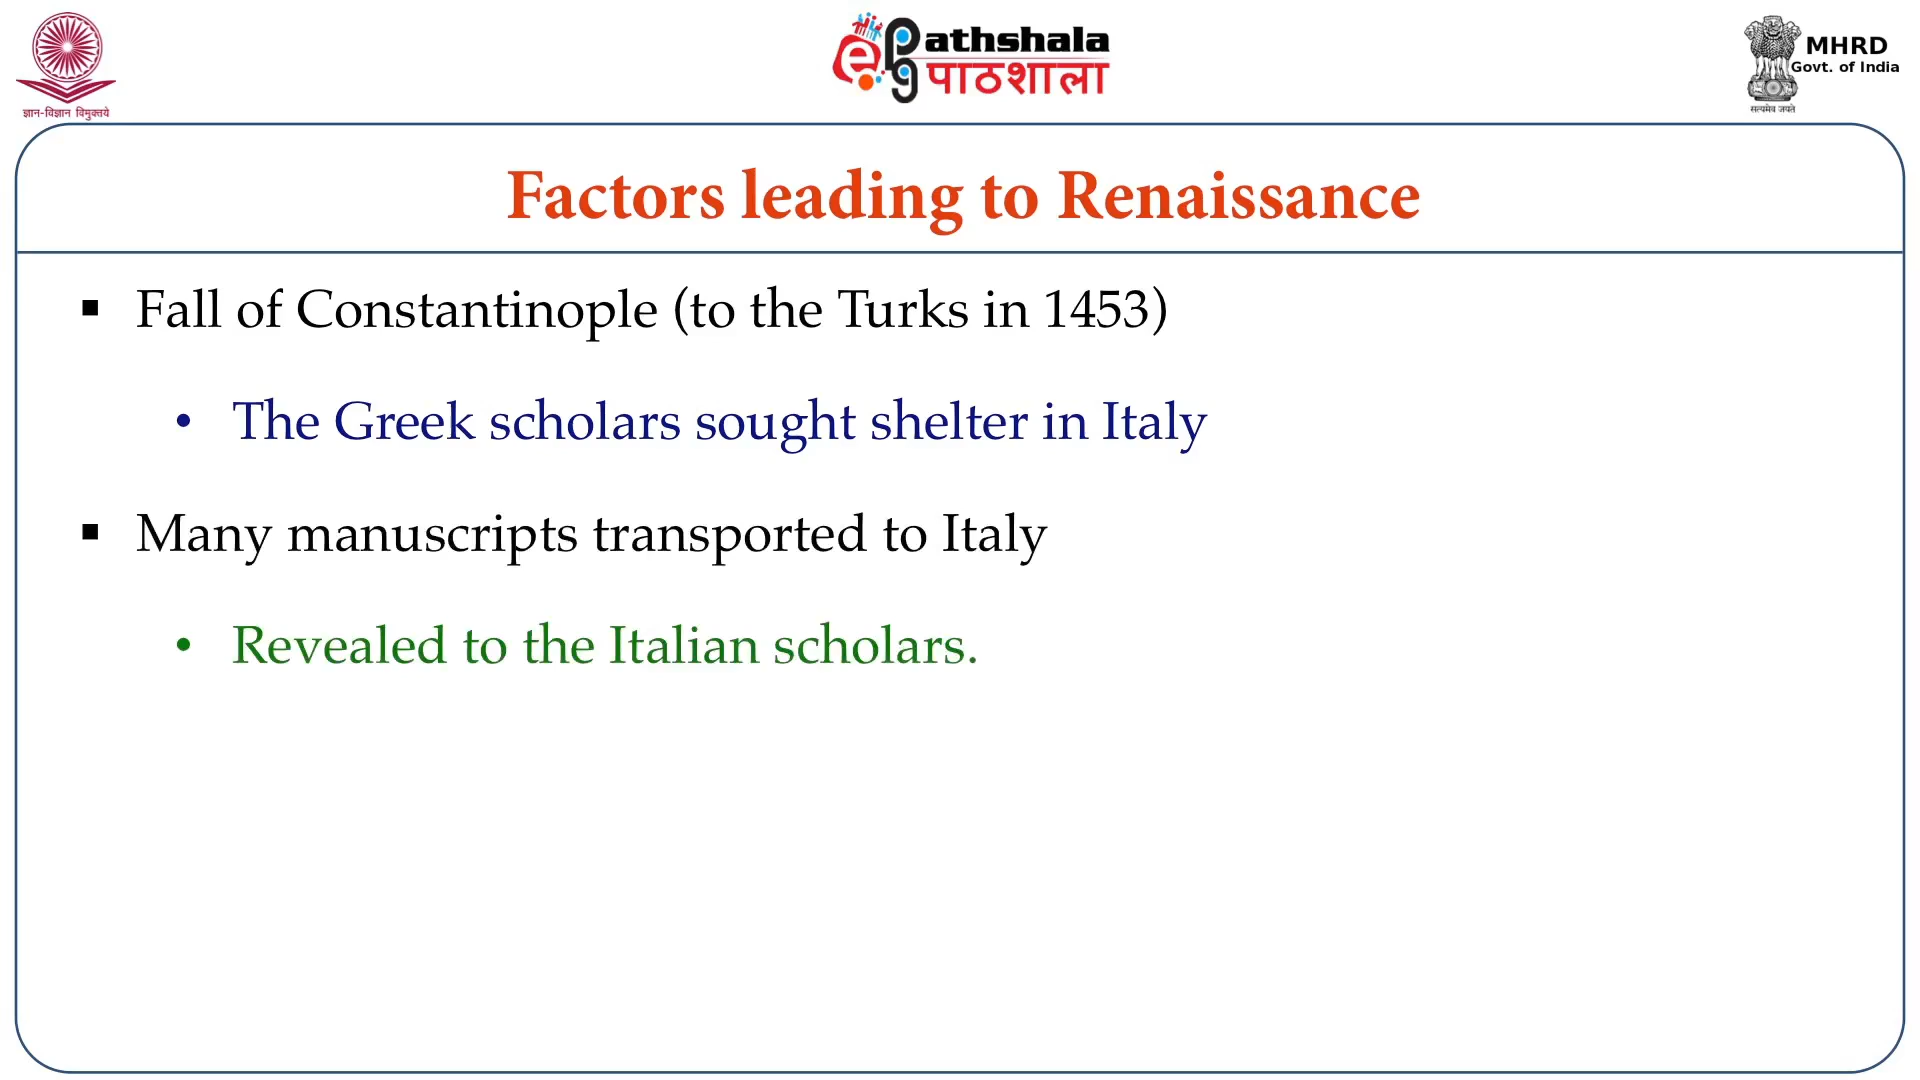 ज्ञान-विज्ञान विमुक्तये
e pg Pathshala
पाठशाला
MHRD
Govt. of India
सत्यमेव जयते
Factors leading to Renaissance
▪ Fall of Constantinople (to the Turks in 1453)
• The Greek scholars sought shelter in Italy
▪ Many manuscripts transported to Italy
• Revealed to the Italian scholars.